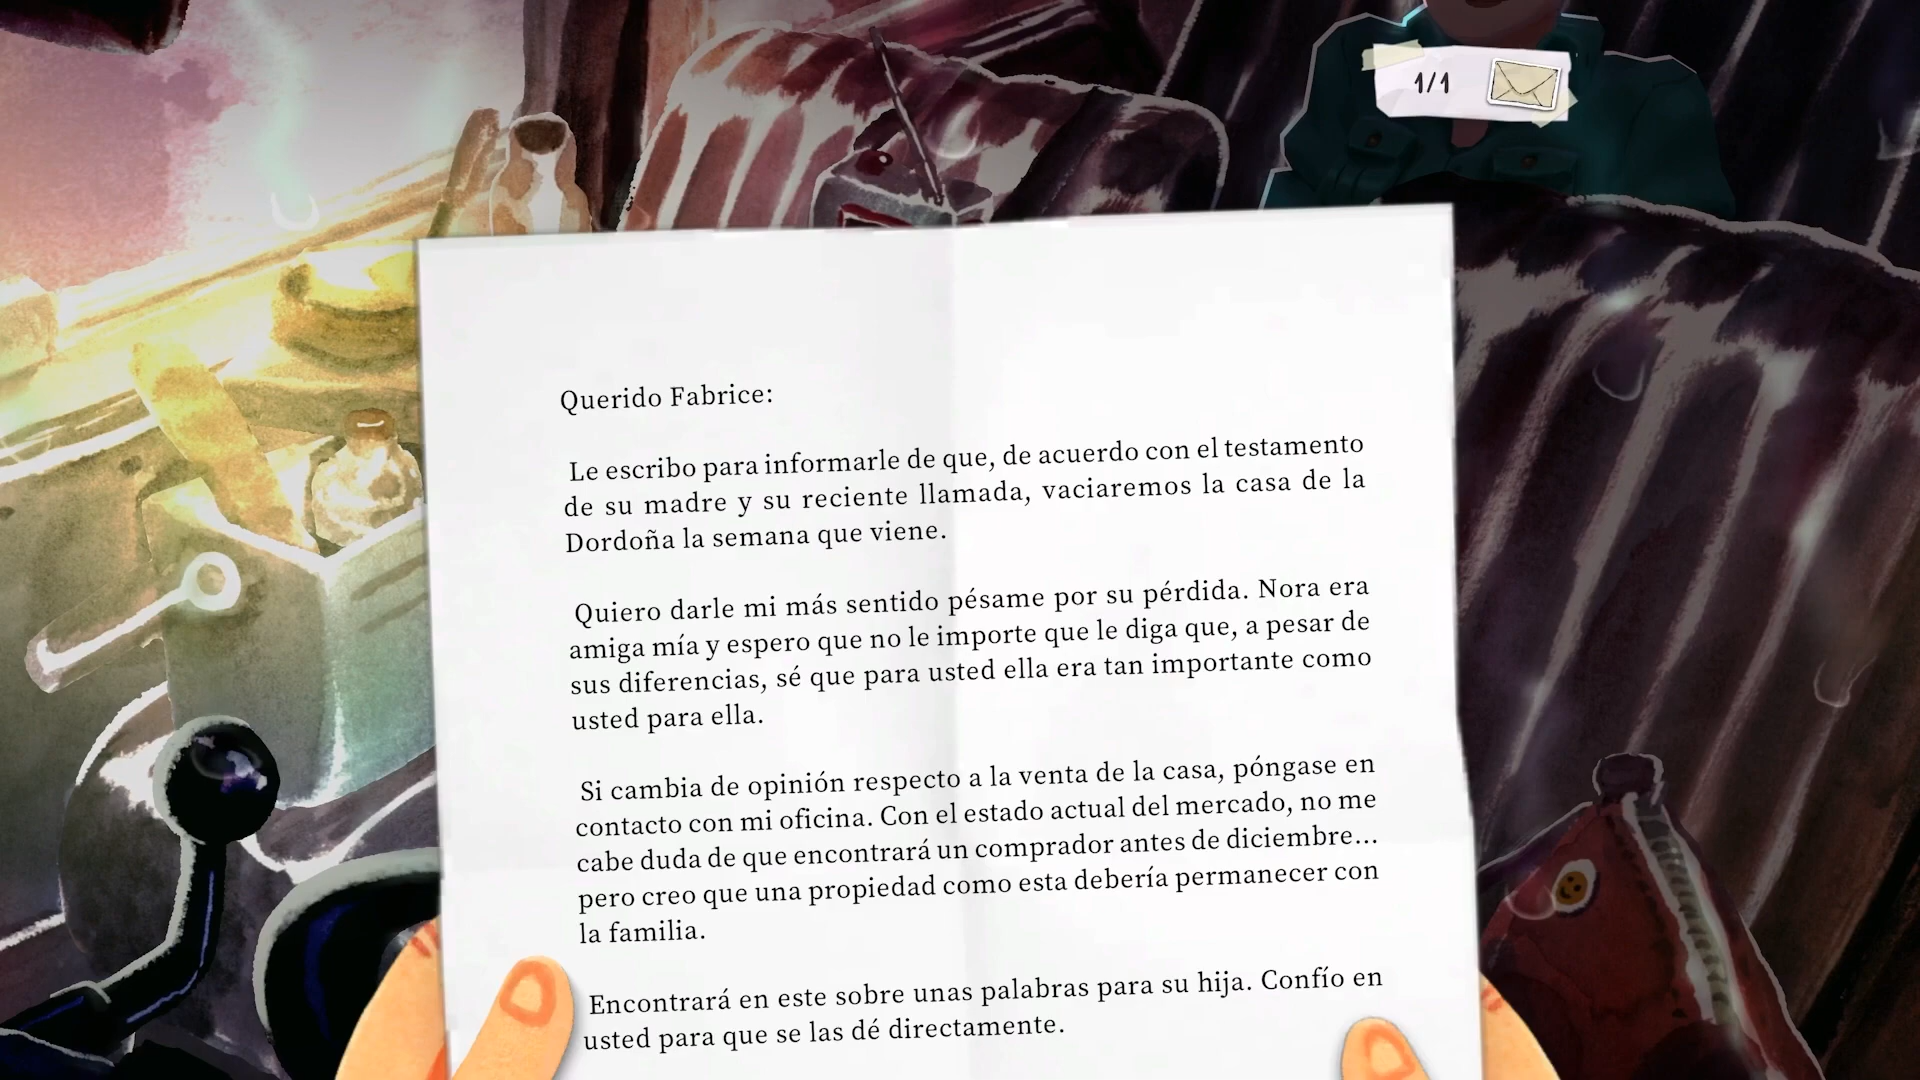 1/1
Querido Fabrice:
Le escribo para informarle de que, de acuerdo con el testamento
de su madre y su reciente llamada, vaciaremos la casa de la
Dordoña la semana que viene.
Quiero darle mi más sentido pésame por su pérdida. Nora era
amiga mía y espero que no le importe que le diga que, a pesar de
sus diferencias, sé que para usted ella era tan importante como
usted para ella.
Si cambia de opinión respecto a la venta de la casa, póngase en
contacto con mi oficina. Con el estado actual del mercado, no me
cabe duda de que encontrará un comprador antes de diciembre...
pero creo que una propiedad como esta debería permanecer con
la familia.
Encontrará en este sobre unas palabras para su hija. Confío en
usted para que se las dé directamente.